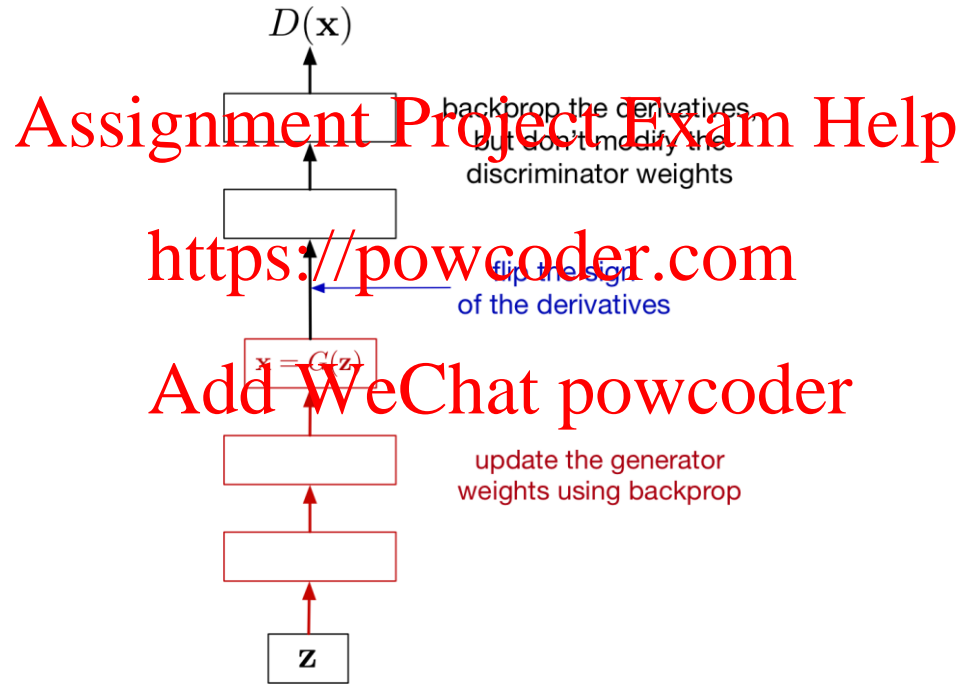 D(x)
backprop the derivatives,
Assignment Project Exam Help
but don't modify the
discriminator weights
https://powcoder.com
flip the sign
of the derivatives
x = G(z)
Add WeChat powcoder
update the generator
weights using backprop
z